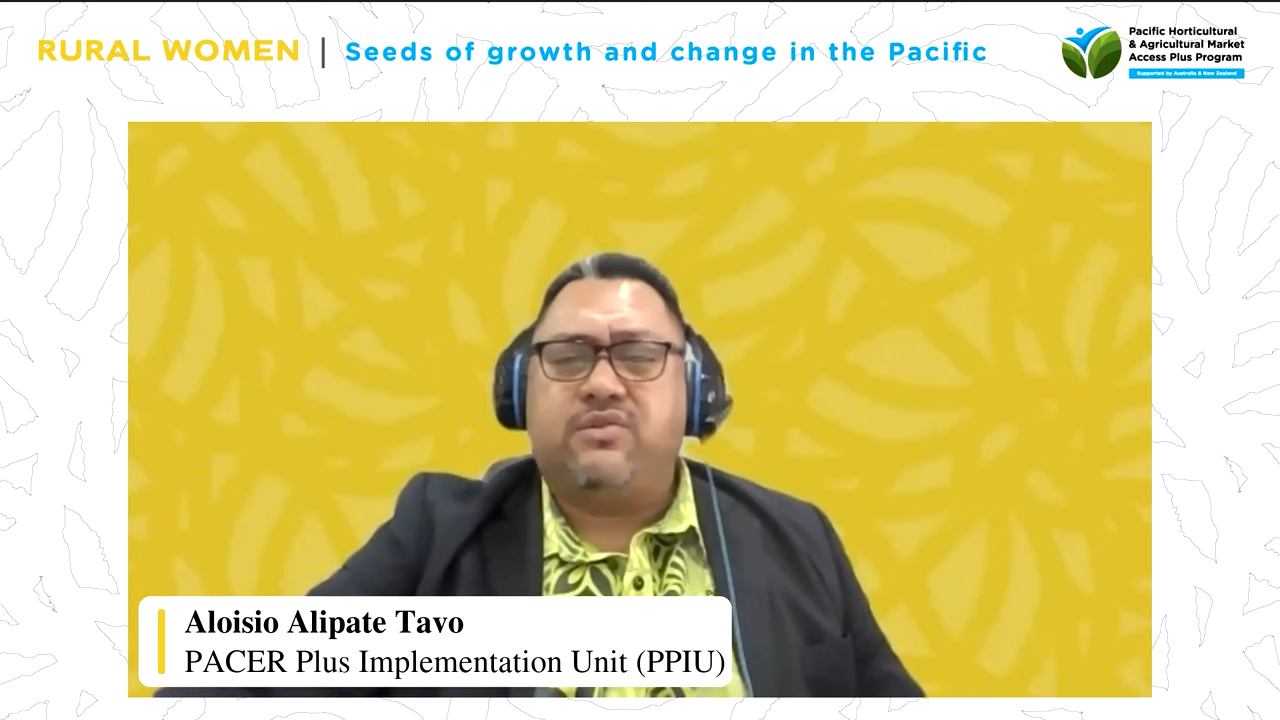 RURAL WOMEN | Seeds of growth and change in the Pacific
Pacific Horticultural
& Agricultural Market
Access Plus Program
Supported by Australia & New Zealand
Aloisio Alipate Tavo
PACER Plus Implementation Unit (PPIU)